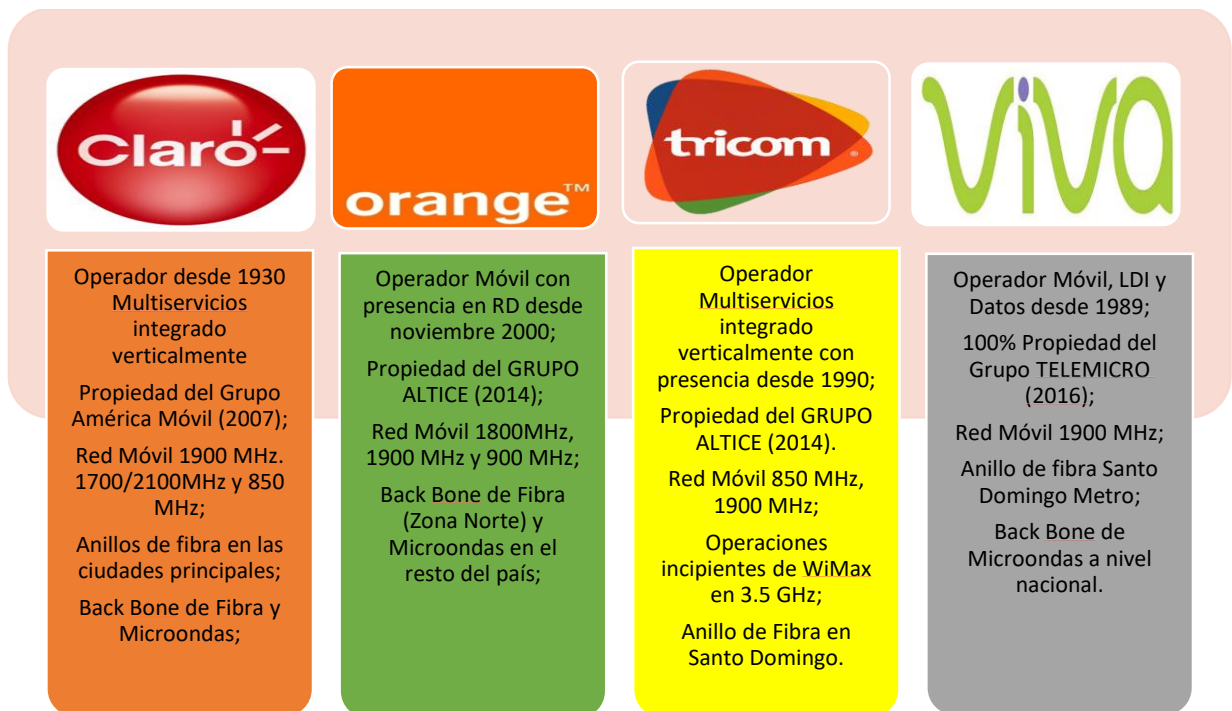 Claro
orange™
tricom®
ViVa
Operador desde 1930
Multiservicios
integrado
verticalmente
Propiedad del Grupo
América Móvil (2007);
Red Móvil 1900 MHz.
1700/2100MHz y 850
MHz;
Anillos de fibra en las
ciudades principales;
Back Bone de Fibra y
Microondas;
Operador Móvil con
presencia en RD desde
noviembre 2000;
Propiedad del GRUPO
ALTICE (2014);
Red Móvil 1800MHz,
1900 MHz y 900 MHz;
Back Bone de Fibra
(Zona Norte) y
Microondas en el
resto del país;
Operador
Multiservicios
integrado
verticalmente con
presencia desde 1990;
Propiedad del GRUPO
ALTICE (2014).
Red Móvil 850 MHz,
1900 MHz;
Operaciones
incipientes de WiMax
en 3.5 GHz;
Anillo de Fibra en
Santo Domingo.
Operador Móvil, LDI y
Datos desde 1989;
100% Propiedad del
Grupo TELEMICRO
(2016);
Red Móvil 1900 MHz;
Anillo de fibra Santo
Domingo Metro;
Back Bone de
Microondas a nivel
nacional.